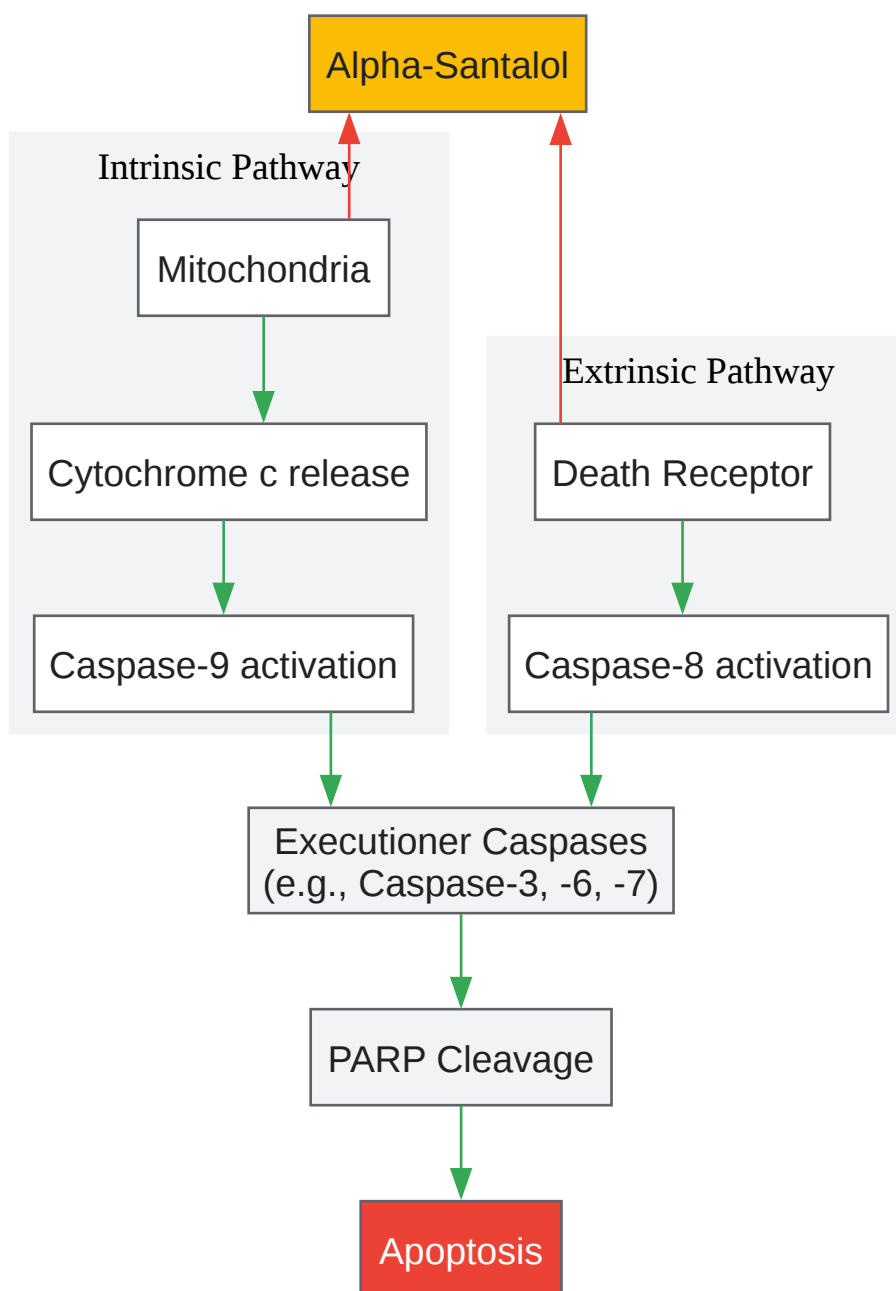 Alpha-Santalol
Intrinsic Pathway
Mitochondria
Cytochrome c release
Caspase-9 activation
Extrinsic Pathway
Death Receptor
Caspase-8 activation
Executioner Caspases
(e.g., Caspase-3, -6, -7)
PARP Cleavage
Apoptosis